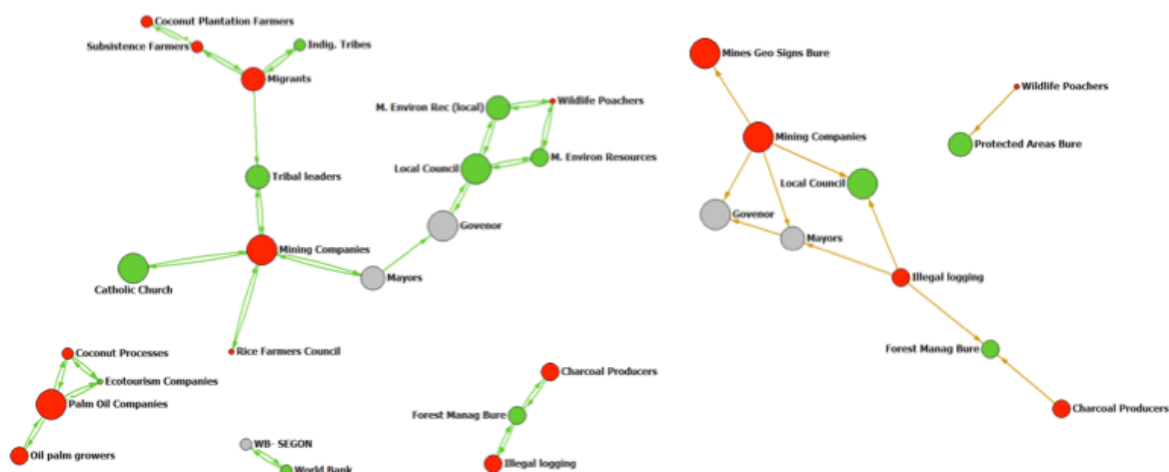 Coconut Plantation Farmers
Subsistence Farmers
Indig. Tribes
Migrants
M. Environ Rec (local)
Wildlife Poachers
Local Council
M. Environ Resources
Tribal leaders
Govenor
Mining Companies
Mayors
Catholic Church
Rice Farmers Council
Coconut Processes
Ecotourism Companies
Palm Oil Companies
Oil palm growers
WB- SEGON
World Bank
Charcoal Producers
Forest Manag Bure
Illegal logging
Mines Geo Signs Bure
Wildlife Poachers
Mining Companies
Protected Areas Bure
Local Council
Govenor
Mayors
Illegal logging
Forest Manag Bure
Charcoal Producers